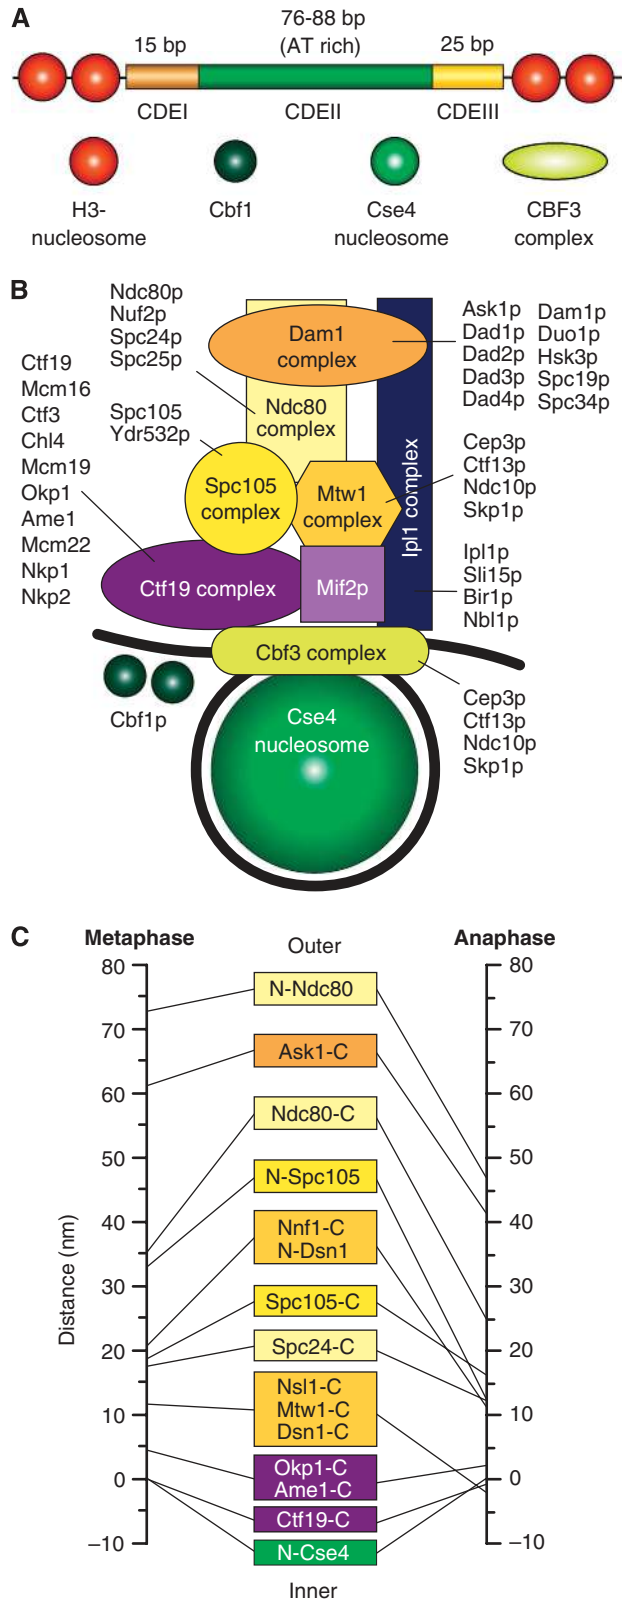 A
76-88 bp
15 bp
(AT rich)
25 bp
CDEI
CDEII
CDEIII
H3-
nucleosome
Cbf1
Cse4
nucleosome
CBF3
complex
B
Ndc80p
Nuf2p
Spc24p
Spc25p
Spc105
Ydr532p
Ctf19
Mcm16
Ctf3
Chl4
Mcm19
Okp1
Ame1
Mcm22
Nkp1
Nkp2
Dam1
complex
Ndc80
complex
Spc105
complex
Mtw1
complex
Ipl1 complex
Ctf19 complex
Mif2p
Cbf3 complex
Cbf1p
Cse4
nucleosome
Ask1p
Dad1p
Dad2p
Dad3p
Dad4p
Dam1p
Duo1p
Hsk3p
Spc19p
Spc34p
Cep3p
Ctf13p
Ndc10p
Skp1p
Ipl1p
Sli15p
Bir1p
Nbl1p
Cep3p
Ctf13p
Ndc10p
Skp1p
C
Metaphase
Outer
Anaphase
Distance (nm)
80
70
60
50
40
30
20
10
0
–10
N-Ndc80
Ask1-C
Ndc80-C
N-Spc105
Nnf1-C
N-Dsn1
Spc105-C
Spc24-C
Nsl1-C
Mtw1-C
Dsn1-C
Okp1-C
Ame1-C
Ctf19-C
N-Cse4
Inner
80
70
60
50
40
30
20
10
0
–10